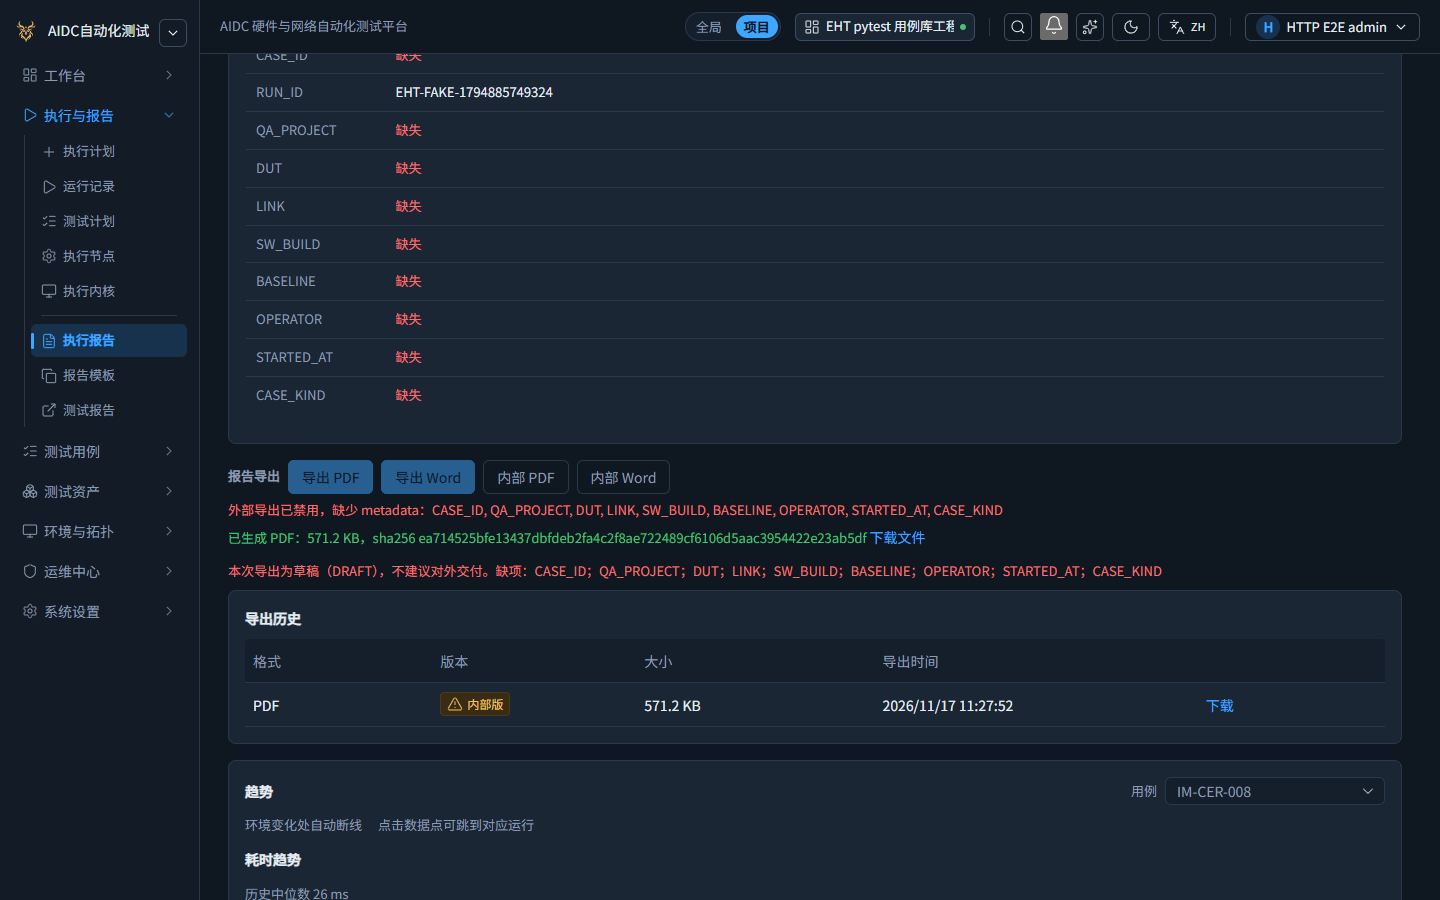 AIDC自动化测试
AIDC 硬件与网络自动化测试平台
全局
项目
EHT pytest 用例库工程
ZH
H
HTTP E2E admin
工作台
执行与报告
执行计划
运行记录
测试计划
执行节点
执行内核
执行报告
报告模板
测试报告
测试用例
测试资产
环境与拓扑
运维中心
系统设置
CASE_ID 缺失
RUN_ID EHT-FAKE-1794885749324
QA_PROJECT 缺失
DUT 缺失
LINK 缺失
SW_BUILD 缺失
BASELINE 缺失
OPERATOR 缺失
STARTED_AT 缺失
CASE_KIND 缺失
报告导出 导出 PDF 导出 Word 内部 PDF 内部 Word
外部导出已禁用，缺少 metadata：CASE_ID, QA_PROJECT, DUT, LINK, SW_BUILD, BASELINE, OPERATOR, STARTED_AT, CASE_KIND
已生成 PDF：571.2 KB，sha256 ea714525bfe13437dbfdeb2fa4c2f8ae722489cf6106d5aac3954422e23ab5df 下载文件
本次导出为草稿（DRAFT），不建议对外交付。缺项：CASE_ID；QA_PROJECT；DUT；LINK；SW_BUILD；BASELINE；OPERATOR；STARTED_AT；CASE_KIND
导出历史
格式 版本 大小 导出时间
PDF 内部版 571.2 KB 2026/11/17 11:27:52 下载
趋势
用例 IM-CER-008
环境变化处自动断线 点击数据点可跳到对应运行
耗时趋势
历史中位数 26 ms